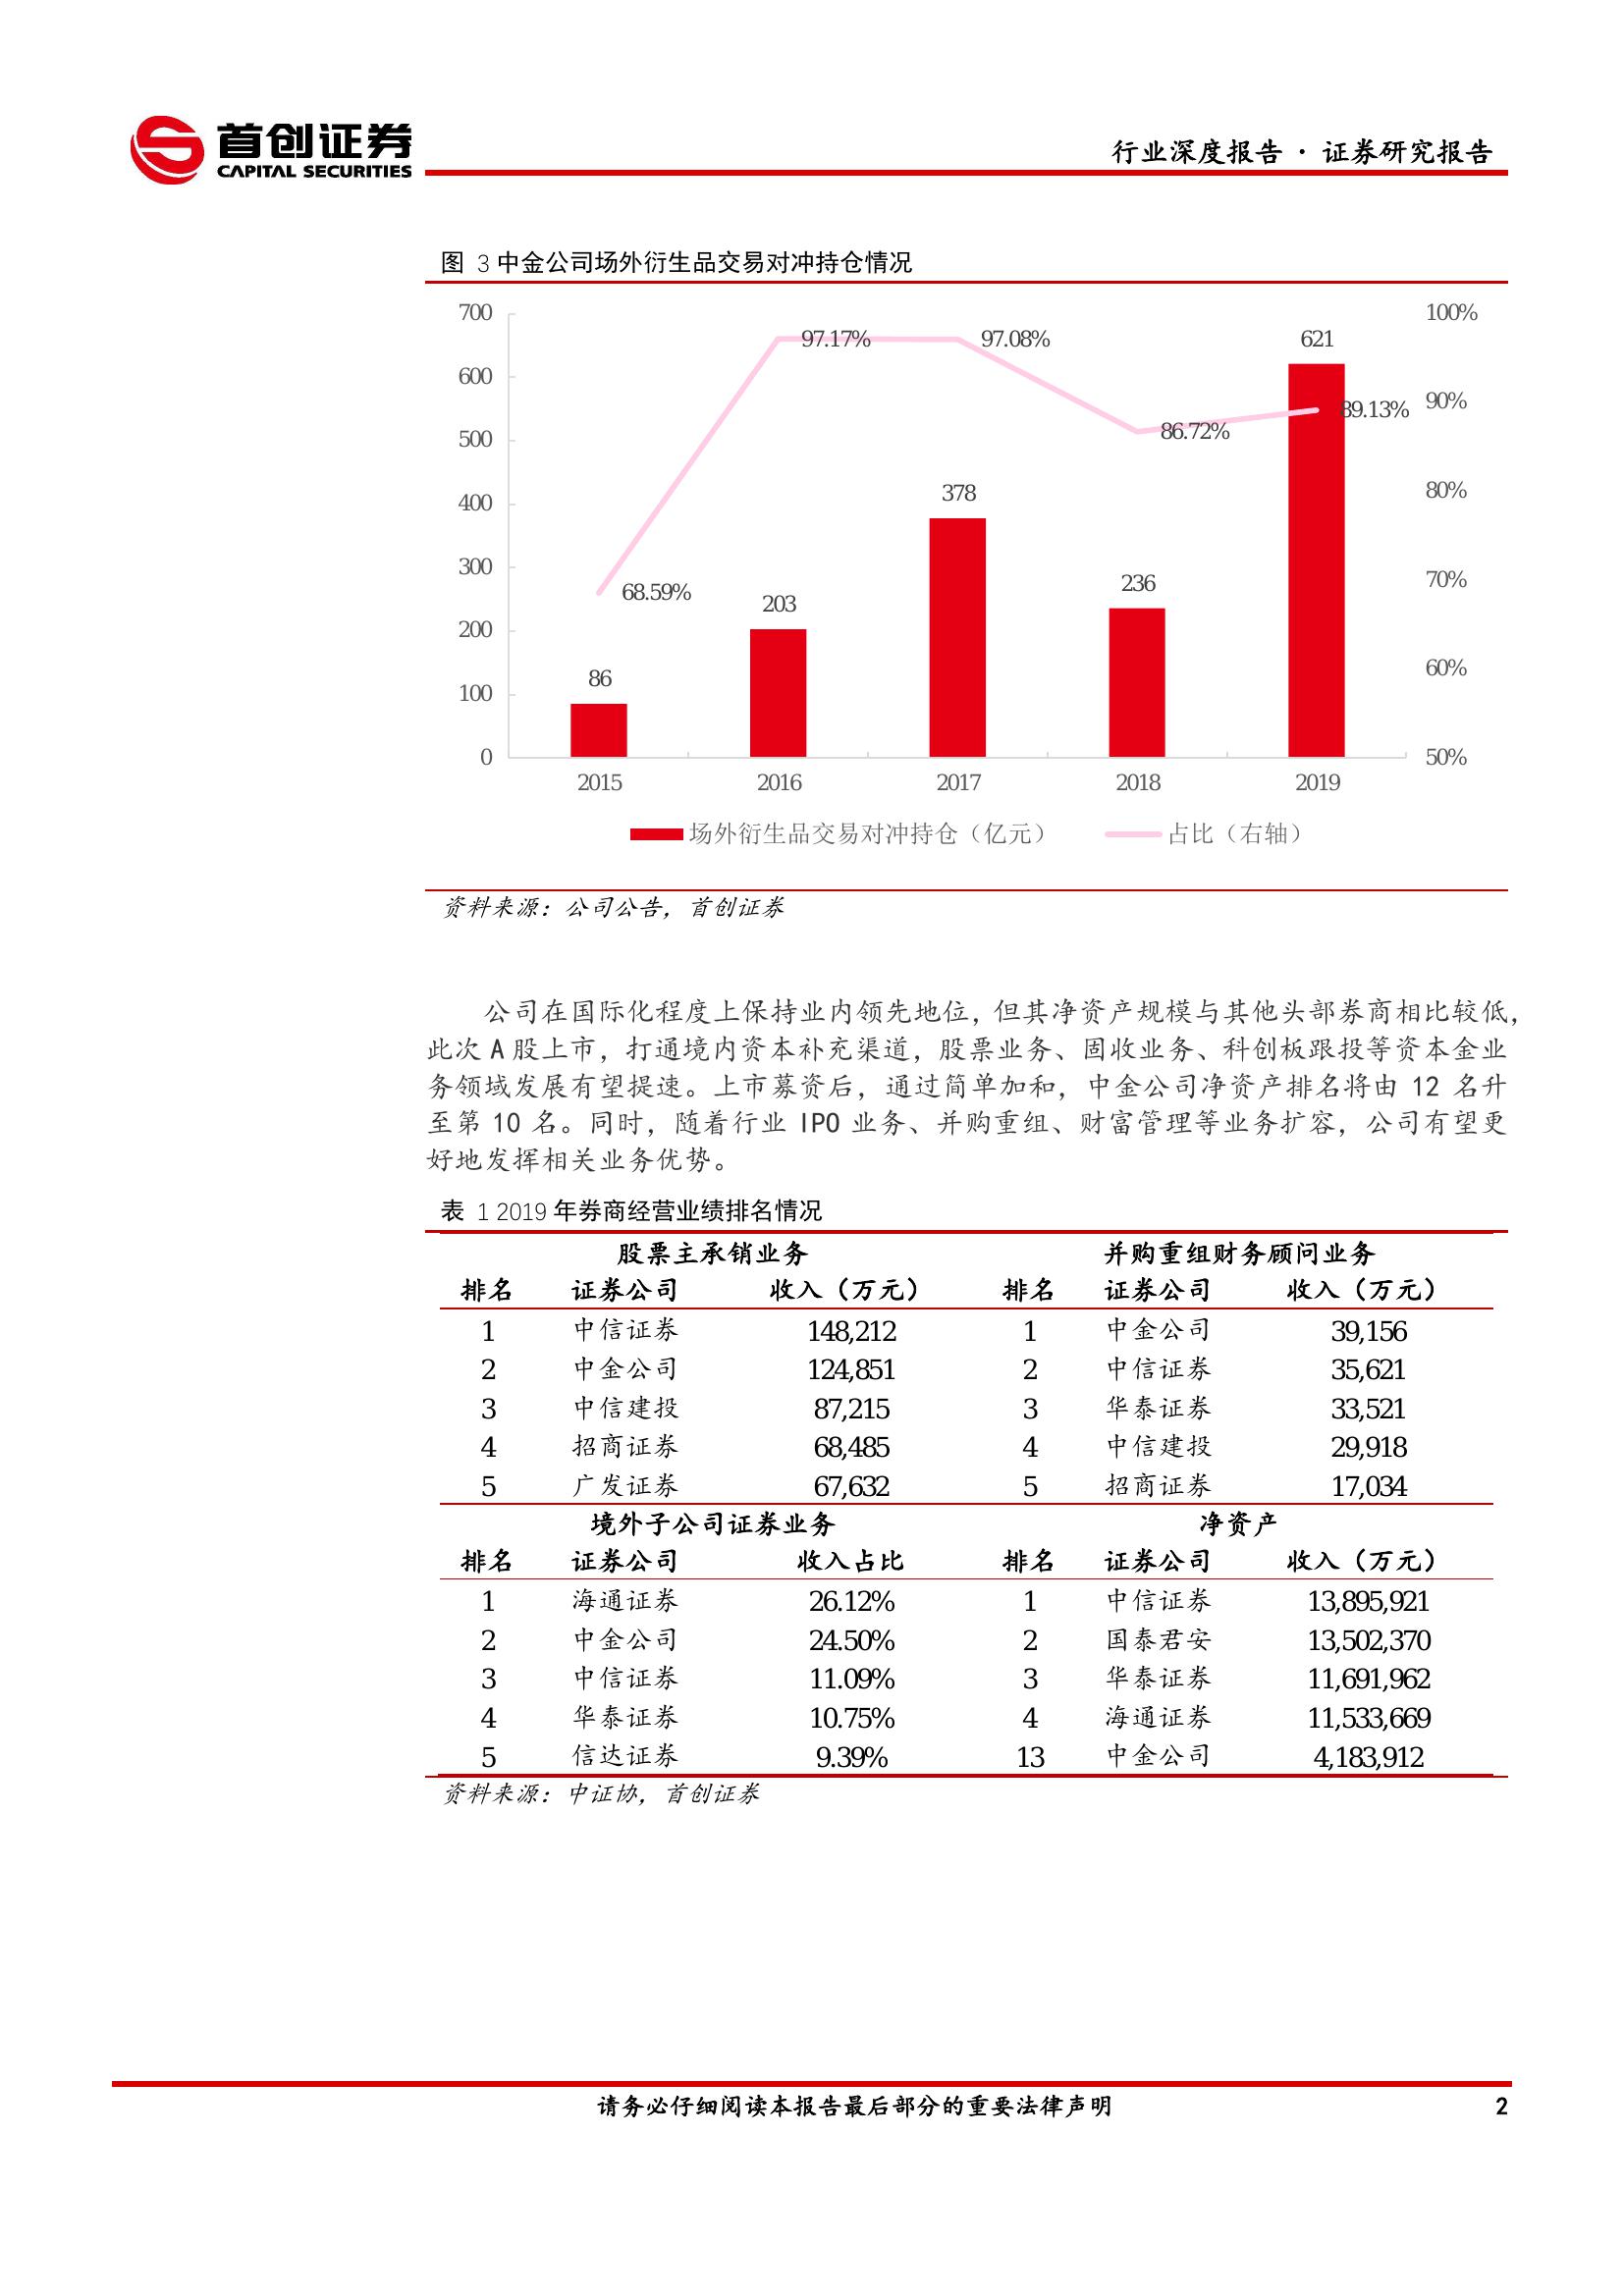 首创证券
CAPITAL SECURITIES
行业深度报告 · 证券研究报告
图 3 中金公司场外衍生品交易对冲持仓情况
700
600
500
400
300
200
100
0
100%
90%
80%
70%
60%
50%
68.59%
97.17%
97.08%
86.72%
89.13%
86
203
378
236
621
2015 2016 2017 2018 2019
场外衍生品交易对冲持仓（亿元） 占比（右轴）
资料来源：公司公告，首创证券
公司在国际化程度上保持业内领先地位，但其净资产规模与其他头部券商相比较低，
此次 A 股上市，打通境内资本补充渠道，股票业务、固收业务、科创板跟投等资本金业
务领域发展有望提速。上市募资后，通过简单加和，中金公司净资产排名将由 12 名升
至第 10 名。同时，随着行业 IPO 业务、并购重组、财富管理等业务扩容，公司有望更
好地发挥相关业务优势。
表 1 2019 年券商经营业绩排名情况
股票主承销业务 并购重组财务顾问业务
排名 证券公司 收入（万元） 排名 证券公司 收入（万元）
1 中信证券 148,212 1 中金公司 39,156
2 中金公司 124,851 2 中信证券 35,621
3 中信建投 87,215 3 华泰证券 33,521
4 招商证券 68,485 4 中信建投 29,918
5 广发证券 67,632 5 招商证券 17,034
境外子公司证券业务 净资产
排名 证券公司 收入占比 排名 证券公司 收入（万元）
1 海通证券 26.12% 1 中信证券 13,895,921
2 中金公司 24.50% 2 国泰君安 13,502,370
3 中信证券 11.09% 3 华泰证券 11,691,962
4 华泰证券 10.75% 4 海通证券 11,533,669
5 信达证券 9.39% 13 中金公司 4,183,912
资料来源：中证协，首创证券
请务必仔细阅读本报告最后部分的重要法律声明 2